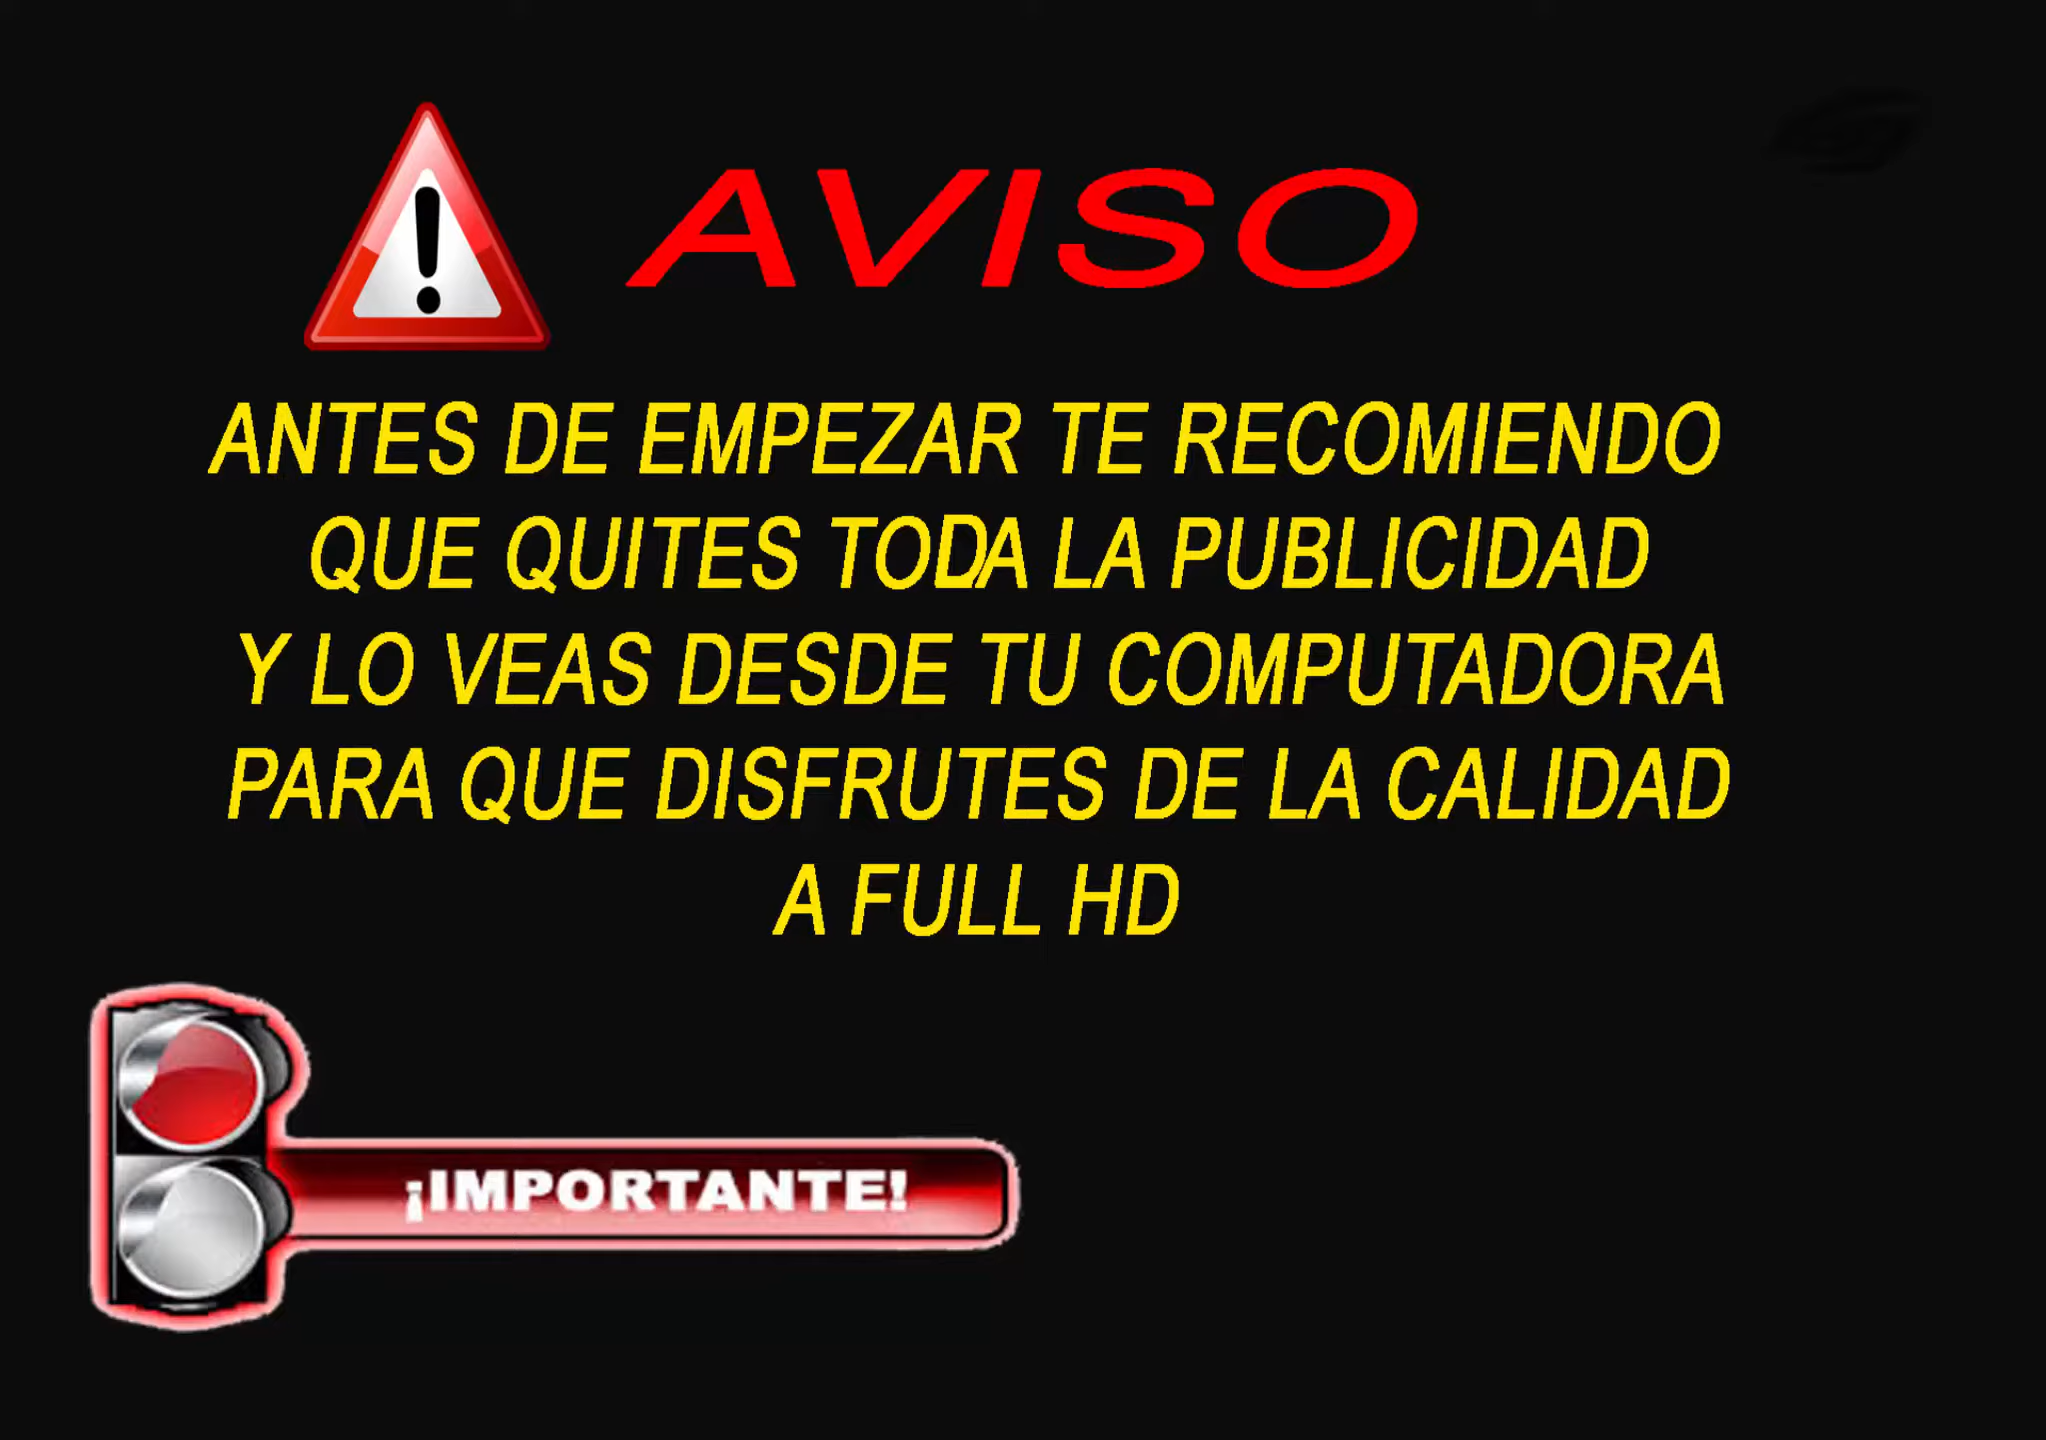 AVISO
ANTES DE EMPEZAR TE RECOMIENDO
QUE QUITES TODA LA PUBLICIDAD
Y LO VEAS DESDE TU COMPUTADORA
PARA QUE DISFRUTES DE LA CALIDAD
A FULL HD
¡IMPORTANTE!